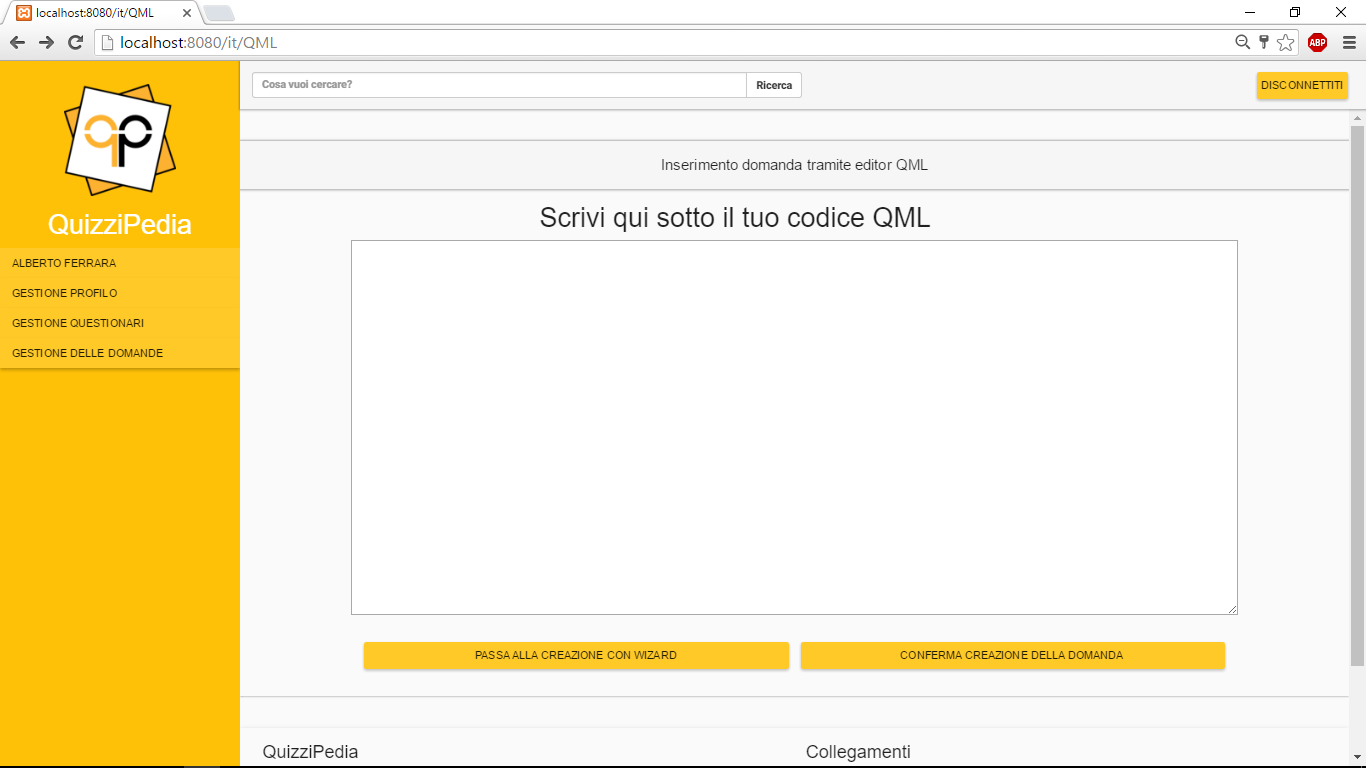 localhost:8080/it/QML
localhost:8080/it/QML
ABP
qp
QuizziPedia
ALBERTO FERRARA
GESTIONE PROFILO
GESTIONE QUESTIONARI
GESTIONE DELLE DOMANDE
Cosa vuoi cercare?
Ricerca
DISCONNETTITI
Inserimento domanda tramite editor QML
Scrivi qui sotto il tuo codice QML
PASSA ALLA CREAZIONE CON WIZARD
CONFERMA CREAZIONE DELLA DOMANDA
QuizziPedia
Collegamenti